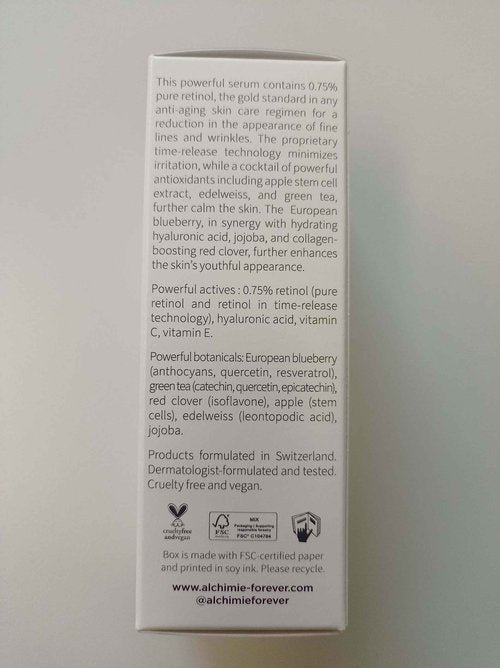 This powerful serum contains 0.75%
pure retinol, the gold standard in any
anti-aging skin care regimen for a
reduction in the appearance of fine
lines and wrinkles. The proprietary
time-release technology minimizes
irritation, while a cocktail of powerful
antioxidants including apple stem cell
extract, edelweiss, and green tea,
further calm the skin. The European
blueberry, in synergy with hydrating
hyaluronic acid, jojoba, and collagen-
boosting red clover, further enhances
the skin's youthful appearance.
Powerful actives : 0.75% retinol (pure
retinol and retinol in time-release
technology), hyaluronic acid, vitamin
C, vitamin E.
Powerful botanicals: European blueberry
(anthocyans, quercetin, resveratrol),
green tea (catechin, quercetin, epicatechin),
red clover (isoflavone), apple (stem
cells), edelweiss (leontopodic acid),
jojoba.
Products formulated in Switzerland.
Dermatologist-formulated and tested.
Cruelty free and vegan.
crueltyfree
andvegan
FSC
MIX
Packaging | Supporting
responsible forestry
FSC® C104784
Box is made with FSC-certified paper
and printed in soy ink. Please recycle.
www.alchimie-forever.com
@alchimieforever